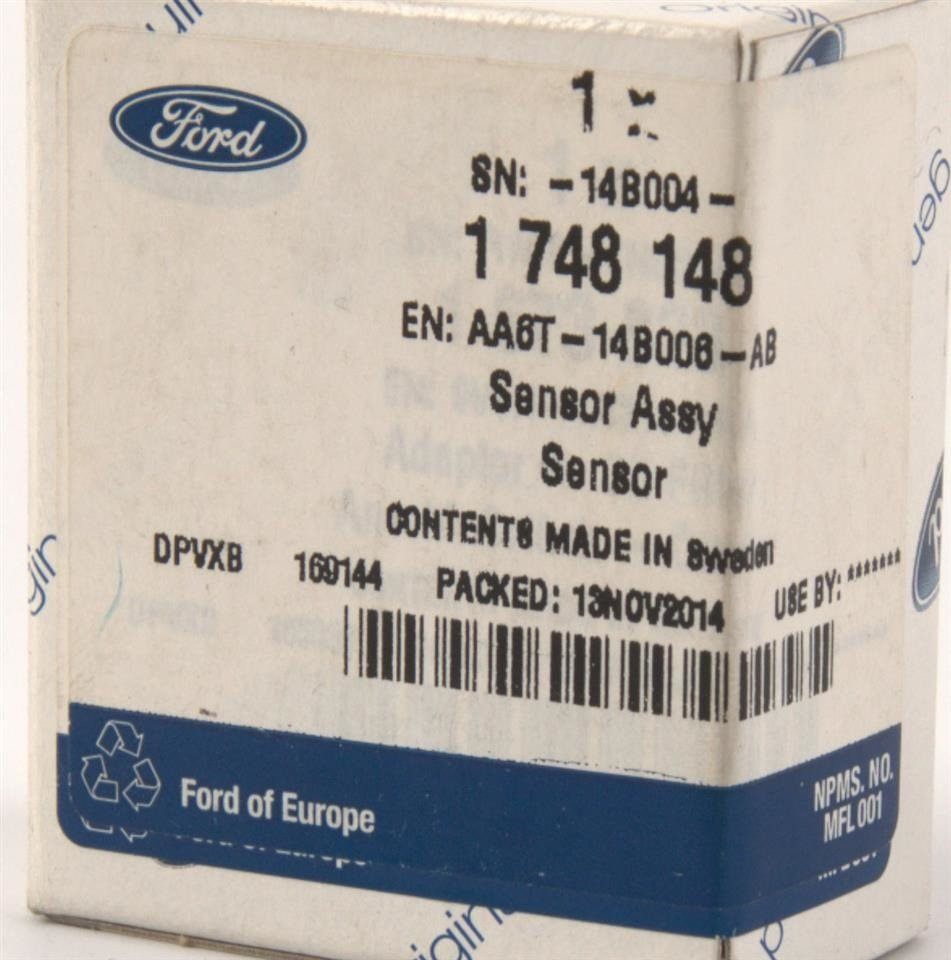 Ford
1 x
SN: -14B004-
1 748 148
EN: AA6T-14B006-AB
Sensor Assy
Sensor
CONTENTS MADE IN Sweden
DPVXB 169144 PACKED: 13NOV2014 USE BY: *******
Ford of Europe
NPMS. NO.
MFL 001